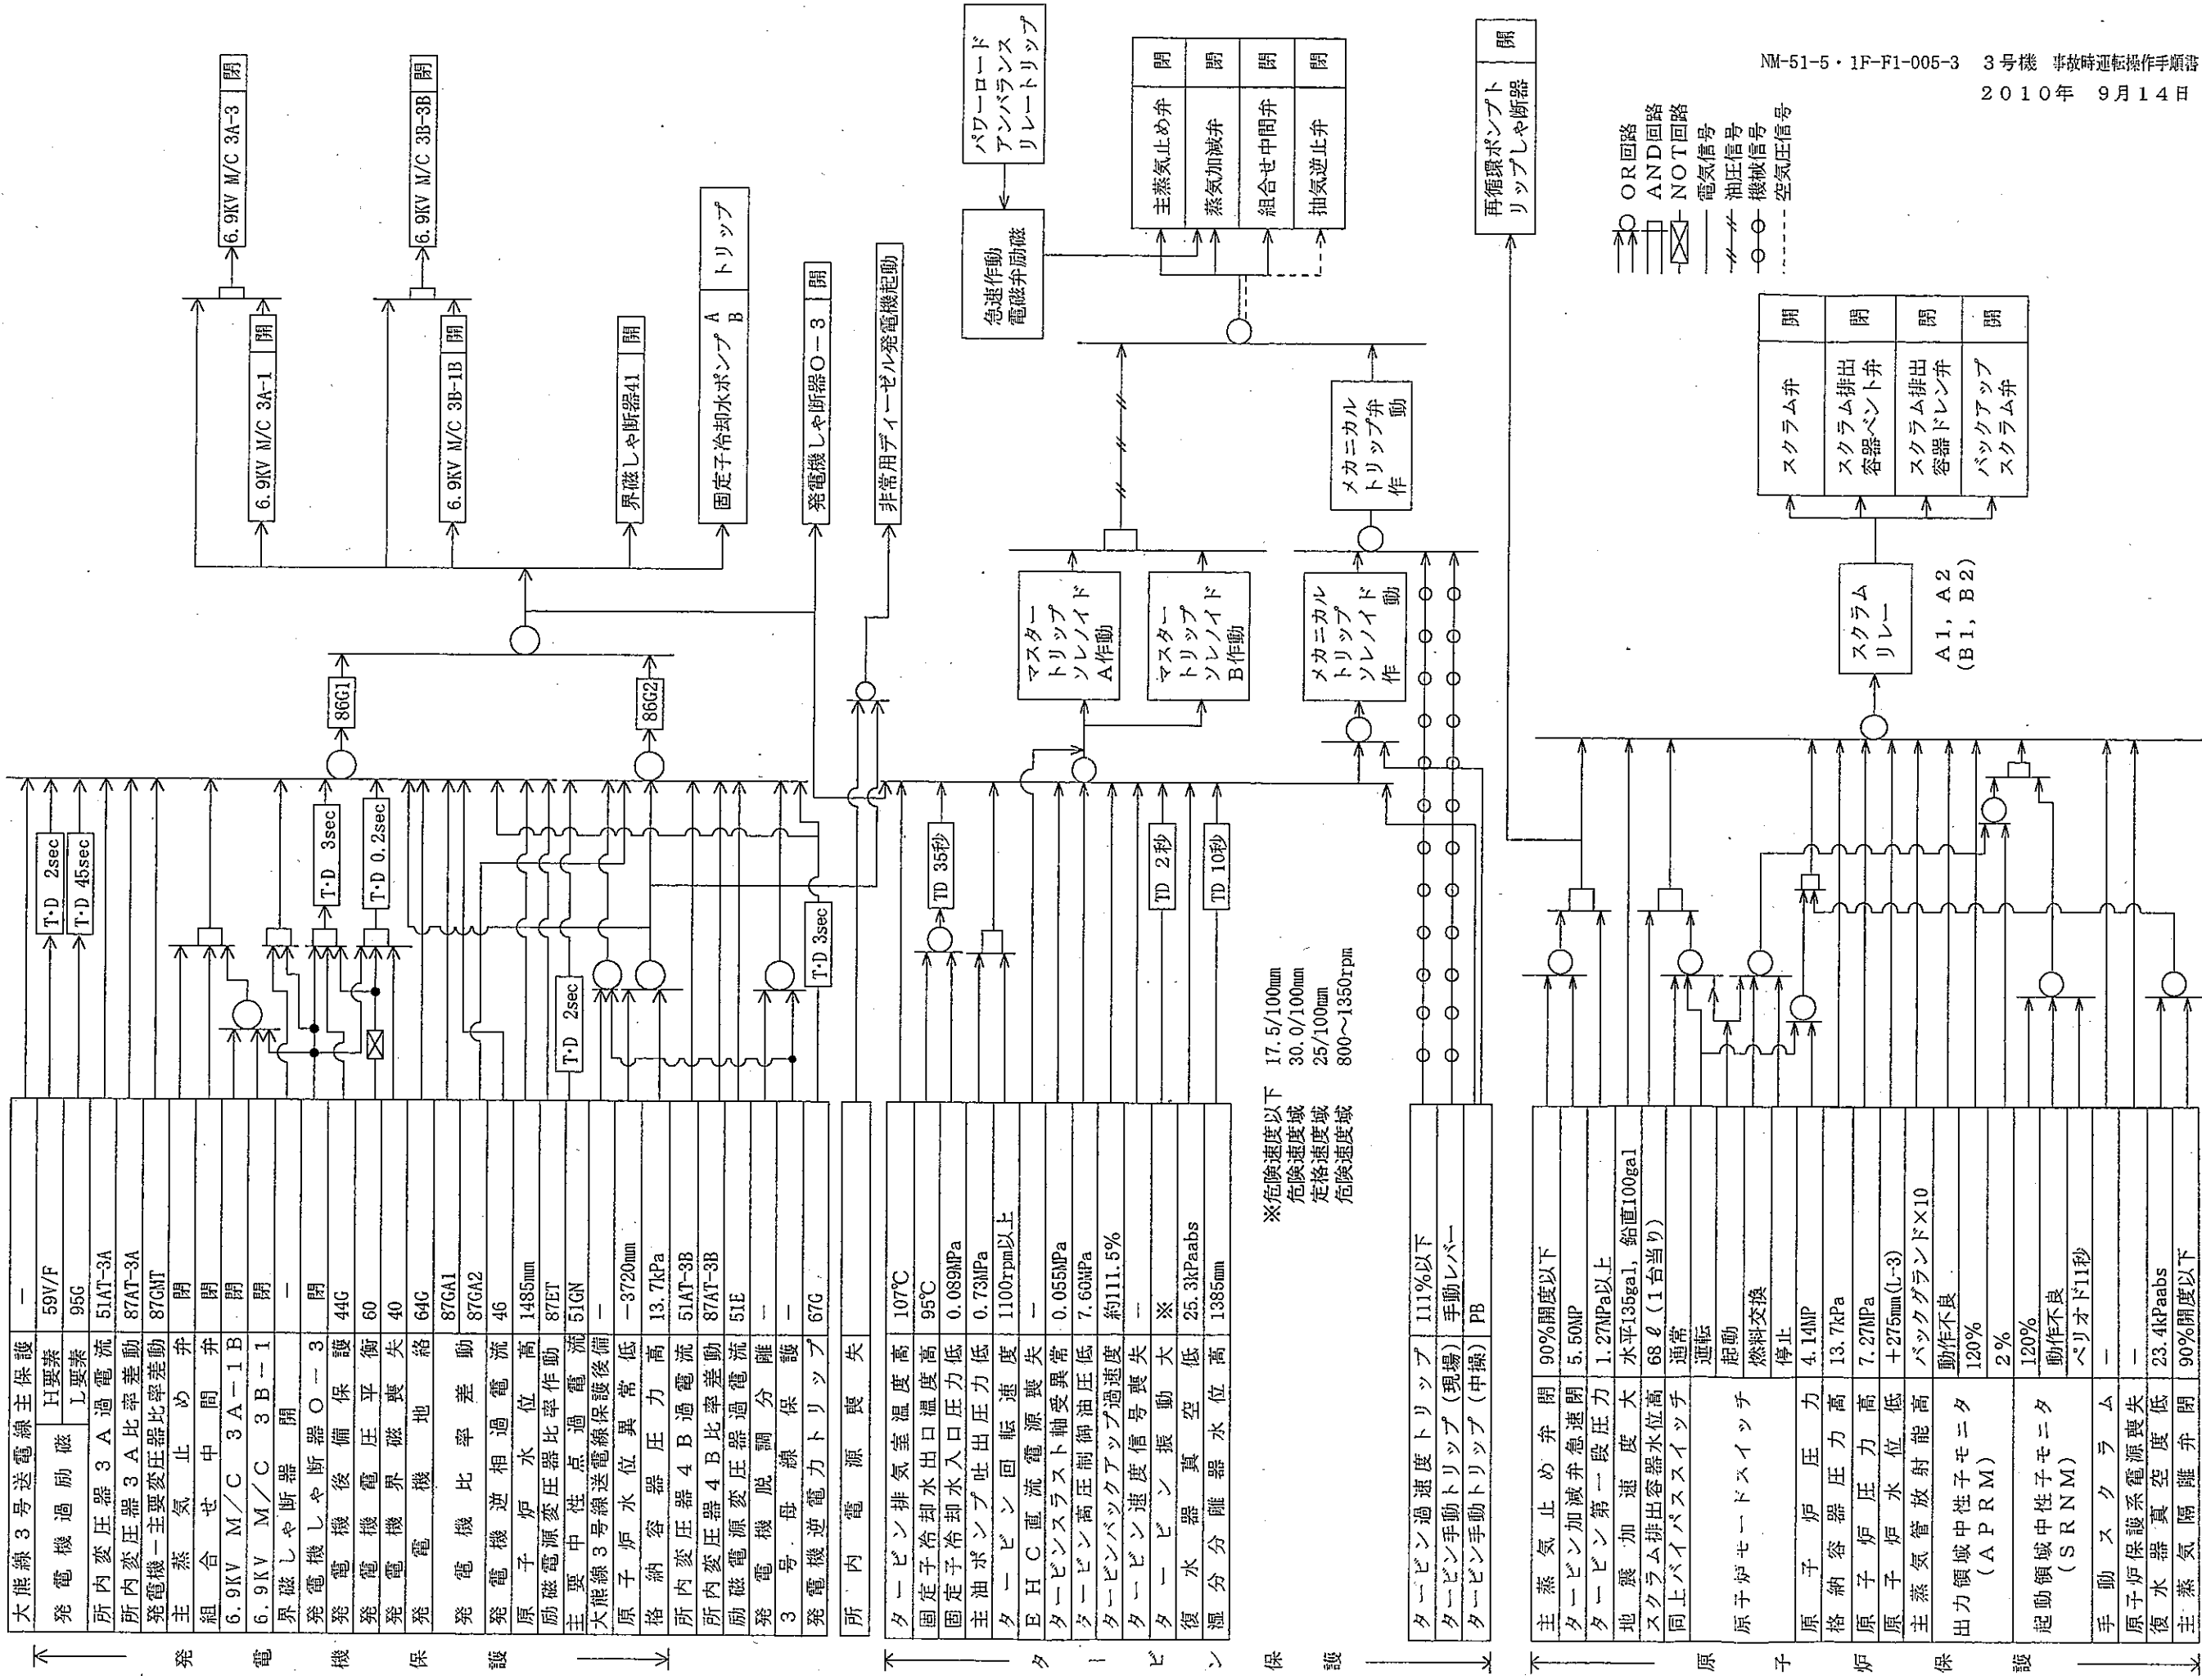 NM-51-5・1F-F1-005-3　3号機　事故時運転操作手順書
2010年　9月14日
発電機保護
大熊線3号送電線主保護　－
発電機過励磁　H要素　59V/F
L要素　95G
所内変圧器3A過電流　51AT-3A
所内変圧器3A比率差動　87AT-3A
発電機－主要変圧器比率差動　87GMT
主蒸気止め弁　閉
組合せ中間弁　閉
6.9KV M/C 3A-1B　閉
6.9KV M/C 3B-1　閉
界磁しゃ断器開　－
発電機しゃ断器O-3　閉
発電機後備保護　44G
発電機電圧平衡　60
発電機界磁喪失　40
発電機地絡　64G
発電機比率差動　87GA1
87GA2
発電機逆相過電流　46
原子炉水位高　1485mm
励磁電源変圧器比率作動　87ET
主要中性点過電流　51GN
大熊線3号線送電線保護後備　－
原子炉水位異常低　-3720mm
格納容器圧力高　13.7kPa
所内変圧器4B過電流　51AT-3B
所内変圧器4B比率差動　87AT-3B
励磁電源変圧器過電流　51E
発電機脱調分離　－
3号母線保護　－
発電機逆電力トリップ　67G
所内電源喪失
T・D 2sec
T・D 45sec
T・D 3sec
T・D 0.2sec
T・D 2sec
T・D 3sec
86G1
86G2
6.9KV M/C 3A-1　開
6.9KV M/C 3A-3　閉
6.9KV M/C 3B-1B　開
6.9KV M/C 3B-3B　閉
界磁しゃ断器41　開
固定子冷却水ポンプ A
B
トリップ
発電機しゃ断器O-3　開
非常用ディーゼル発電機起動
タービン保護
タービン排気室温度高　107℃
固定子冷却水出口温度高　95℃
固定子冷却水入口圧力低　0.089MPa
主油ポンプ吐出圧力低　0.73MPa
タービン回転速度　1100rpm以上
EHC直流電源喪失　－
タービンスラスト軸受異常　0.055MPa
タービン高圧制御油圧低　7.60MPa
タービンバックアップ過速度　約111.5%
タービン速度信号喪失　－
タービン振動大　※
復水器真空低　25.3kPaabs
湿分分離器水位高　1385mm
※危険速度以下　17.5/100mm
危険速度域　30.0/100mm
定格速度域　25/100mm
危険速度域　800～1350rpm
タービン過速度トリップ　111%以下
タービン手動トリップ(現場)　手動レバー
タービン手動トリップ(中操)　PB
TD 35秒
TD 2秒
TD 10秒
マスター
トリップ
ソレノイド
A作動
マスター
トリップ
ソレノイド
B作動
メカニカル
トリップ
ソレノイド
作　動
メカニカル
トリップ弁
作　動
パワーロード
アンバランス
リレートリップ
急速作動
電磁弁励磁
主蒸気止め弁　閉
蒸気加減弁　閉
組合せ中間弁　閉
抽気逆止弁　閉
原子炉保護
主蒸気止め弁閉　90%開度以下
タービン加減弁急速閉　5.50MP
タービン第一段圧力　1.27MPa以上
地震加速度大　水平135gal, 鉛直100gal
スクラム排出容器水位高　68ℓ(1台当り)
同上バイパススイッチ　通常
原子炉モードスイッチ　運転
起動
燃料交換
停止
原子炉圧力　4.14MP
格納容器圧力高　13.7kPa
原子炉圧力高　7.27MPa
原子炉水位低　+275mm(L-3)
主蒸気管放射能高　バックグランド×10
出力領域中性子モニタ
(APRM)
動作不良
120%
2%
起動領域中性子モニタ
(SRNM)
120%
動作不良
ペリオド11秒
手動スクラム　－
原子炉保護系電源喪失　－
復水器真空度低　23.4kPaabs
主蒸気隔離弁閉　90%開度以下
再循環ポンプト
リップしゃ断器
開
スクラム
リレー
A1, A2
(B1, B2)
スクラム弁　開
スクラム排出
容器ベント弁
閉
スクラム排出
容器ドレン弁
閉
バックアップ
スクラム弁
開
OR回路
AND回路
NOT回路
電気信号
油圧信号
機械信号
空気圧信号